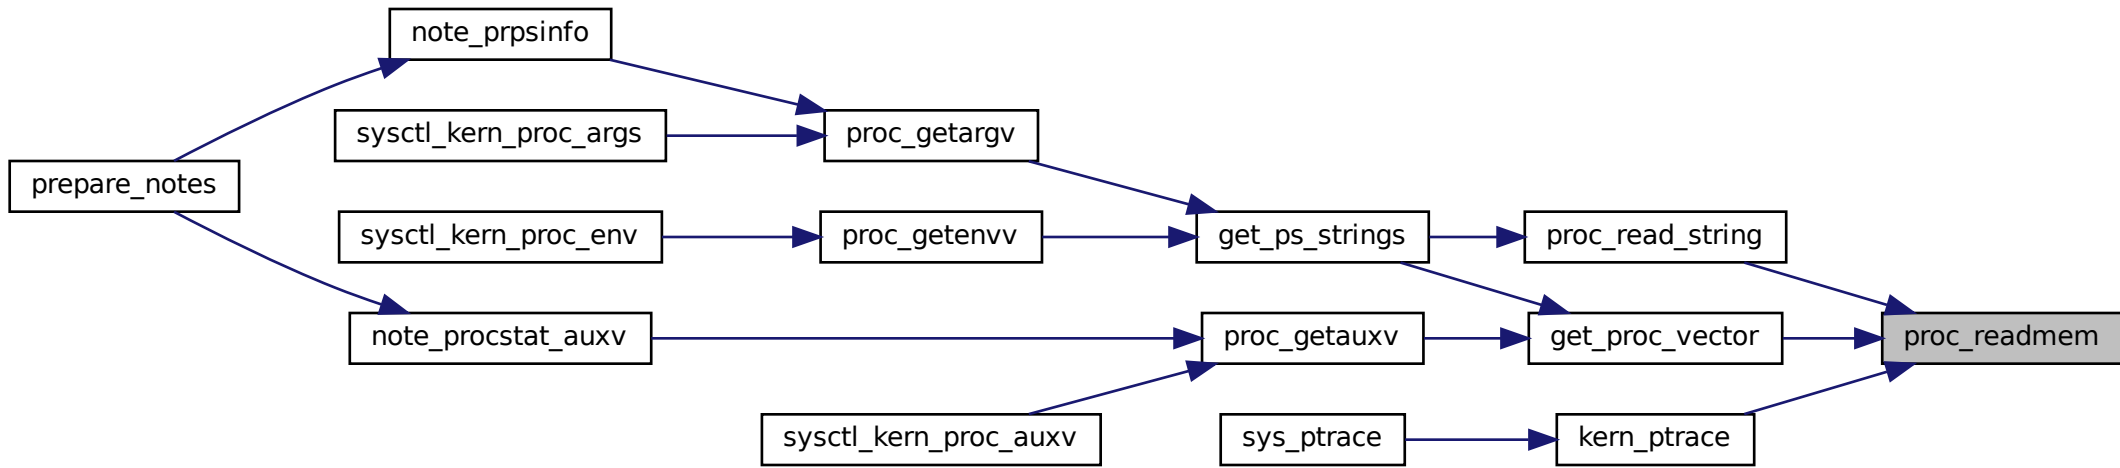 note_prpsinfo
sysctl_kern_proc_args
proc_getargv
prepare_notes
sysctl_kern_proc_env
proc_getenvv
get_ps_strings
proc_read_string
note_procstat_auxv
proc_getauxv
get_proc_vector
proc_readmem
sysctl_kern_proc_auxv
sys_ptrace
kern_ptrace